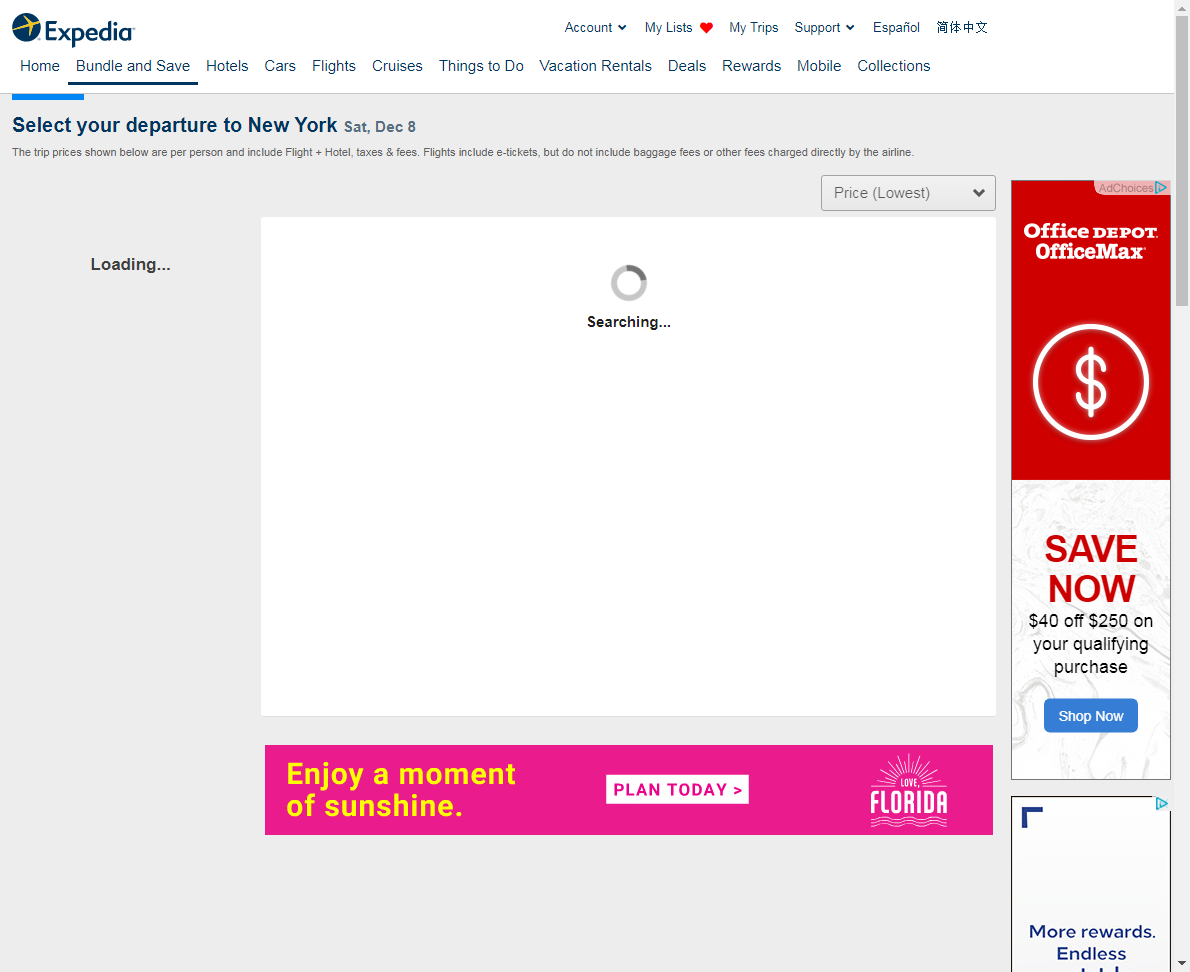 Expedia
Account
My Lists
My Trips
Support
Español
简体中文
Home
Bundle and Save
Hotels
Cars
Flights
Cruises
Things to Do
Vacation Rentals
Deals
Rewards
Mobile
Collections
Select your departure to New York Sat, Dec 8
The trip prices shown below are per person and include Flight + Hotel, taxes & fees. Flights include e-tickets, but do not include baggage fees or other fees charged directly by the airline.
Price (Lowest)
Loading...
Searching...
AdChoices
Office DEPOT.
OfficeMax
$
SAVE
NOW
$40 off $250 on
your qualifying
purchase
Shop Now
Enjoy a moment
of sunshine.
PLAN TODAY >
LOVE,
FLORIDA
More rewards.
Endless